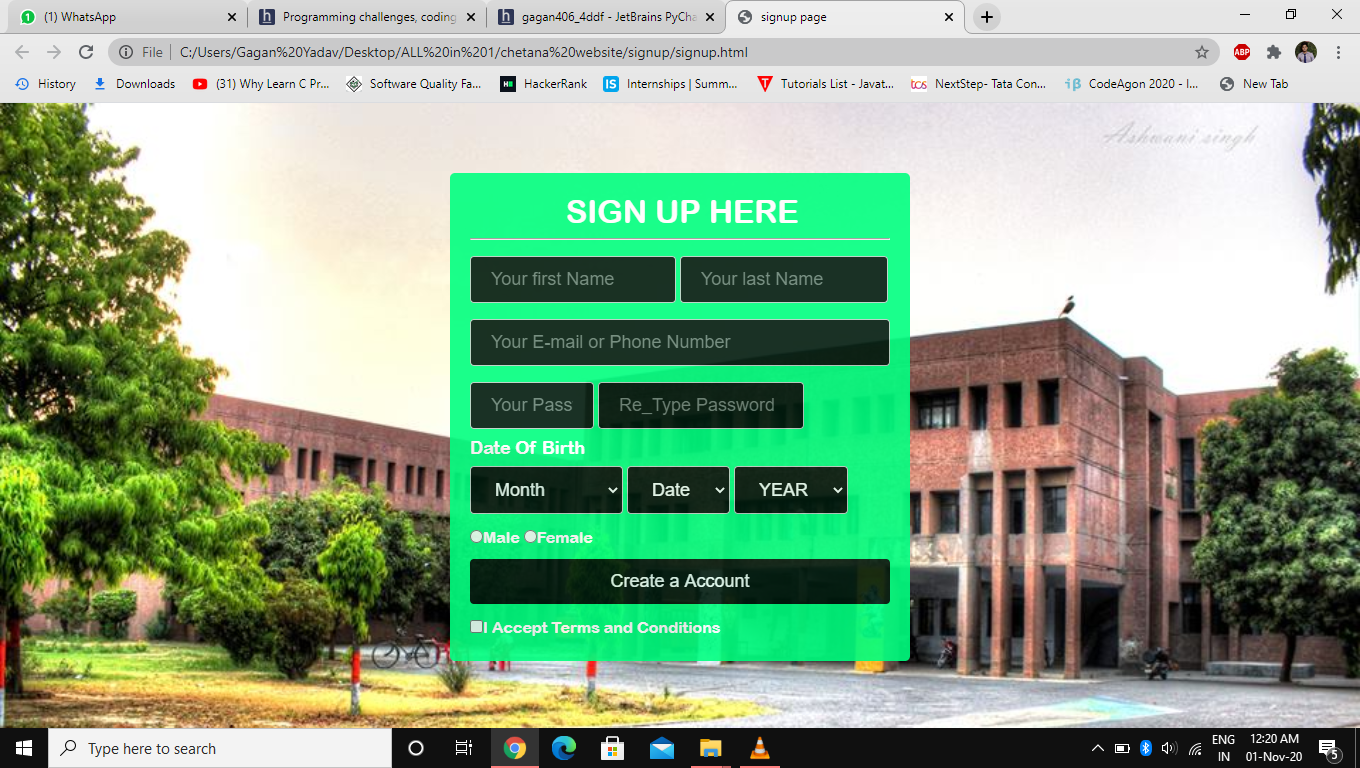 (1) WhatsApp
Programming challenges, coding
gagan406_4ddf - JetBrains PyCha
signup page
File
C:/Users/Gagan%20Yadav/Desktop/ALL%20in%201/chetana%20website/signup/signup.html
ABP
History
Downloads
(31) Why Learn C Pr...
Software Quality Fa...
HackerRank
Internships | Summ...
Tutorials List - Javat...
NextStep- Tata Con...
CodeAgon 2020 - I...
New Tab
Ashwani singh
SIGN UP HERE
Your first Name
Your last Name
Your E-mail or Phone Number
Your Pass
Re_Type Password
Date Of Birth
Month
Date
YEAR
Male
Female
Create a Account
I Accept Terms and Conditions
Type here to search
ENG
IN
12:20 AM
01-Nov-20
5